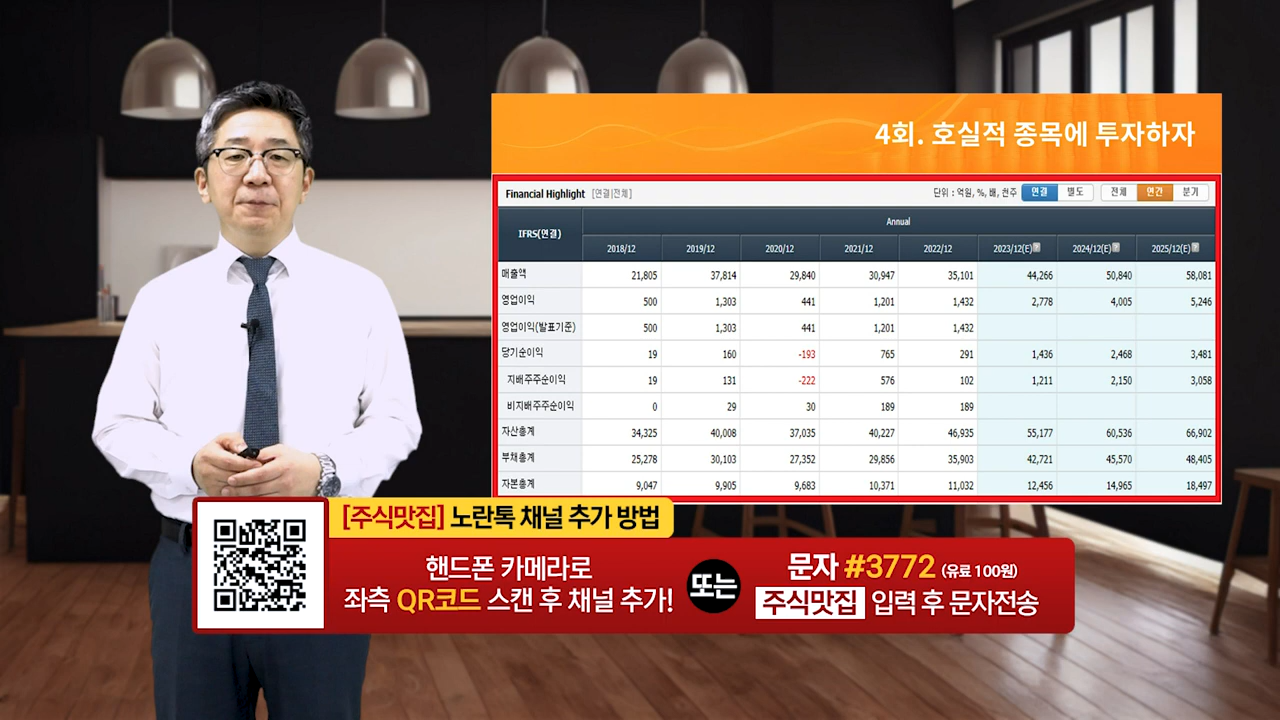 4회. 호실적 종목에 투자하자
Financial Highlight [연결|전체] 단위 : 억원, %, 배, 천주 연결 별도 전체 연간 분기
IFRS(연결) Annual
2018/12 2019/12 2020/12 2021/12 2022/12 2023/12(E) 2024/12(E) 2025/12(E)
매출액 21,805 37,814 29,840 30,947 35,101 44,266 50,840 58,081
영업이익 500 1,303 441 1,201 1,432 2,778 4,005 5,246
영업이익(발표기준) 500 1,303 441 1,201 1,432
당기순이익 19 160 -193 765 291 1,436 2,468 3,481
지배주주순이익 19 131 -222 576 102 1,211 2,150 3,058
비지배주주순이익 0 29 30 189 189
자산총계 34,325 40,008 37,035 40,227 46,935 55,177 60,536 66,902
부채총계 25,278 30,103 27,352 29,856 35,903 42,721 45,570 48,405
자본총계 9,047 9,905 9,683 10,371 11,032 12,456 14,965 18,497
[주식맛집] 노란톡 채널 추가 방법
핸드폰 카메라로
좌측 QR코드 스캔 후 채널 추가!
또는
문자 #3772 (유료 100원)
주식맛집 입력 후 문자전송